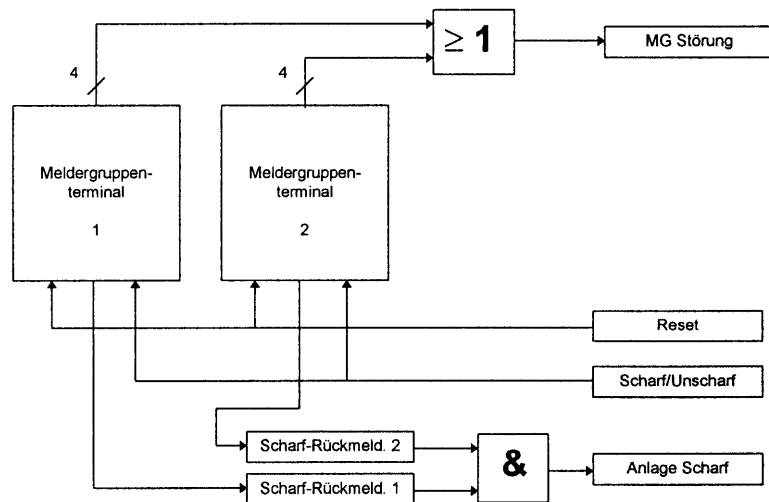 ≥ 1
MG Störung
4
4
Meldergruppen-
terminal
1
Meldergruppen-
terminal
2
Reset
Scharf/Unscharf
Scharf-Rückmeld. 2
&
Anlage Scharf
Scharf-Rückmeld. 1